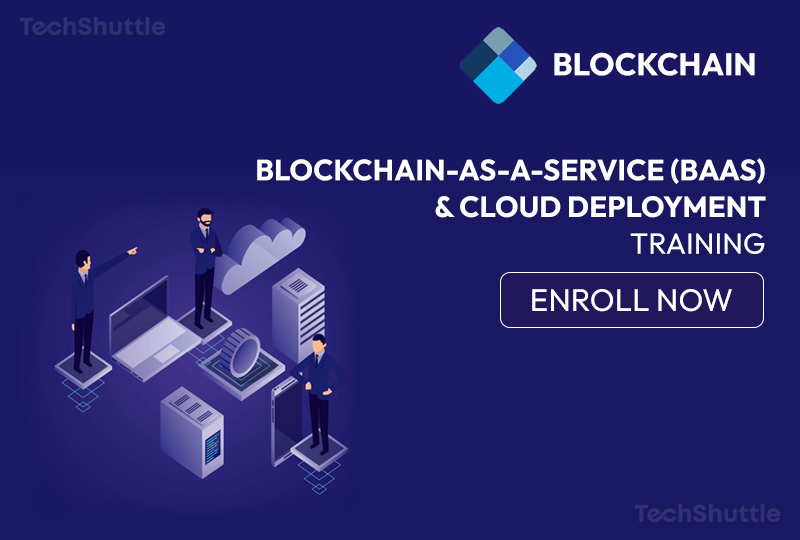 TechShuttle
BLOCKCHAIN
BLOCKCHAIN-AS-A-SERVICE (BAAS)
& CLOUD DEPLOYMENT
TRAINING
ENROLL NOW
TechShuttle